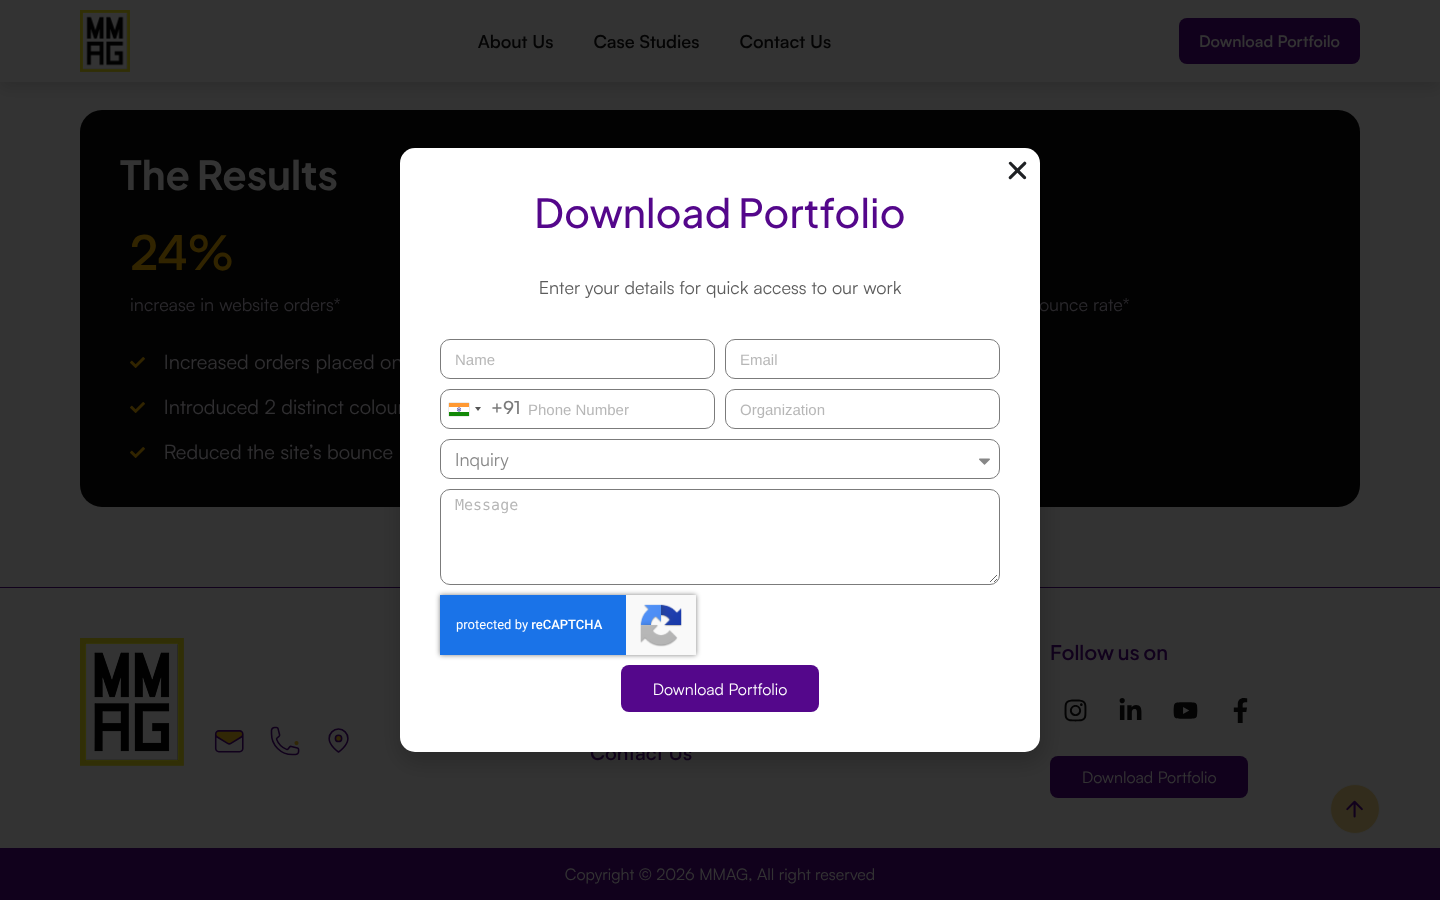 MM
AG
About Us
Case Studies
Contact Us
Download Portfoilo
The Results
24%
increase in website orders*
ounce rate*
Increased orders placed on
Introduced 2 distinct colou
Reduced the site's bounce
Download Portfolio
Enter your details for quick access to our work
Name
Email
+91 Phone Number
Organization
Inquiry
Message
protected by reCAPTCHA
Download Portfolio
MM
AG
Contact Us
Follow us on
Download Portfolio
Copyright © 2026 MMAG, All right reserved